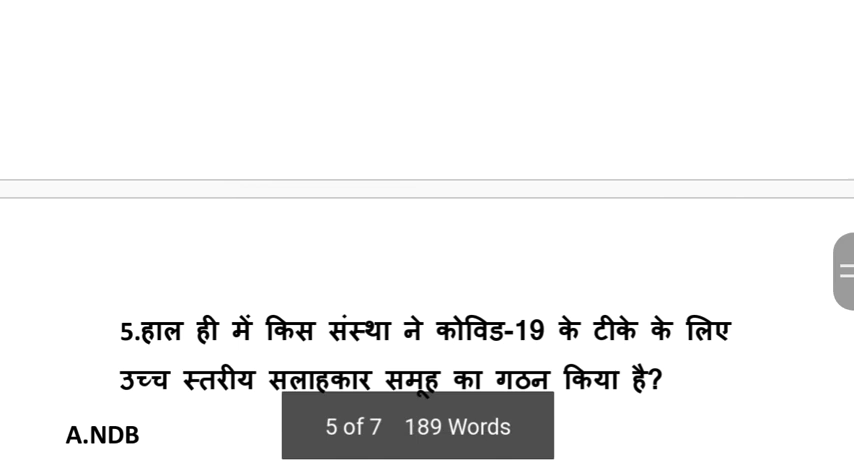 5.हाल ही में किस संस्था ने कोविड-19 के टीके के लिए
उच्च स्तरीय सलाहकार समूह का गठन किया है?
A.NDB
5 of 7 189 Words